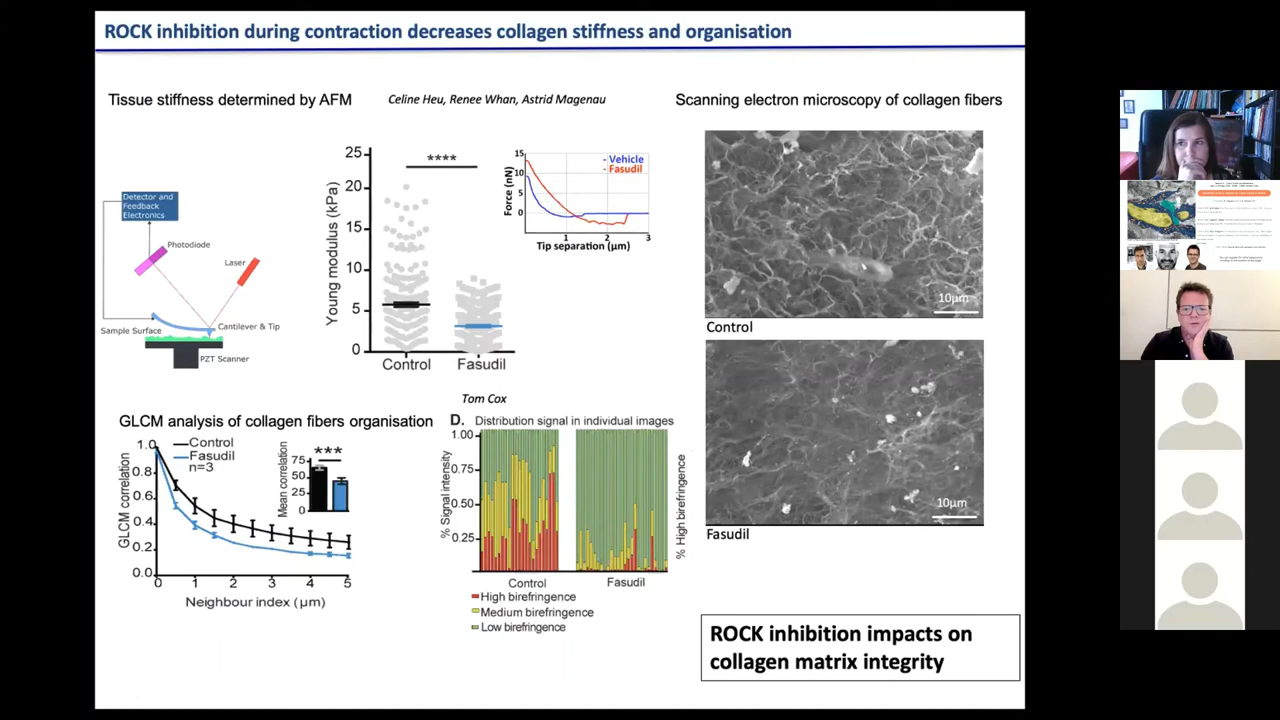 ROCK inhibition during contraction decreases collagen stiffness and organisation
Tissue stiffness determined by AFM
Celine Heu, Renee Whan, Astrid Magenau
Detector and
Feedback
Electronics
Photodiode
Laser
Sample Surface
Cantilever & Tip
PZT Scanner
Young modulus (kPa)
25
20
15
10
5
0
****
Control
Fasudil
Force (nN)
15
10
5
0
- Vehicle
- Fasudil
1
2
3
Tip separation (μm)
Scanning electron microscopy of collagen fibers
10μm
Control
10μm
Fasudil
GLCM analysis of collagen fibers organisation
GLCM correlation
1.0
0.8
0.6
0.4
0.2
0.0
Control
Fasudil
n=3
Mean correlation
75
50
25
0
***
0
1
2
3
4
5
Neighbour index (μm)
Tom Cox
D. Distribution signal in individual images
% Signal intensity
1.00
0.75
0.50
0.25
Control
Fasudil
% High birefringence
High birefringence
Medium birefringence
Low birefringence
ROCK inhibition impacts on
collagen matrix integrity